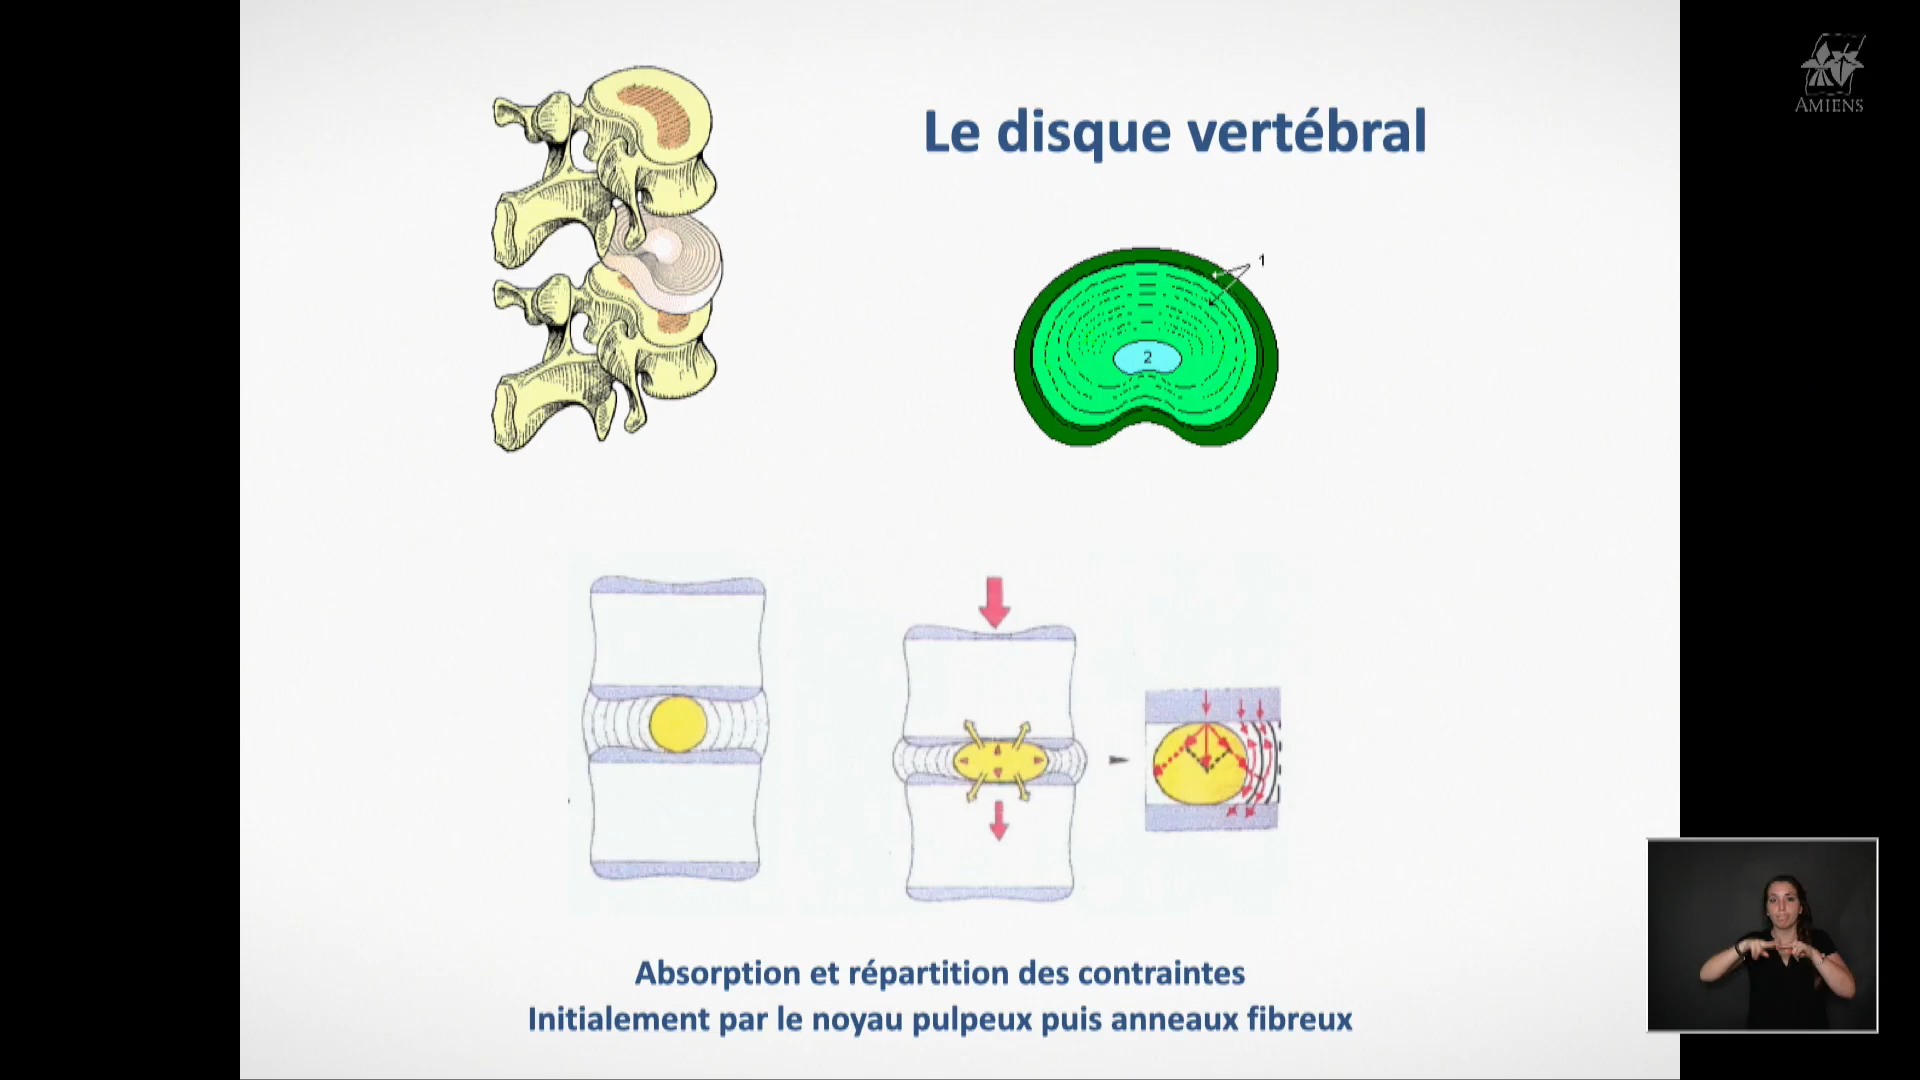 AMIENS
Le disque vertébral
1
2
Absorption et répartition des contraintes
Initialement par le noyau pulpeux puis anneaux fibreux